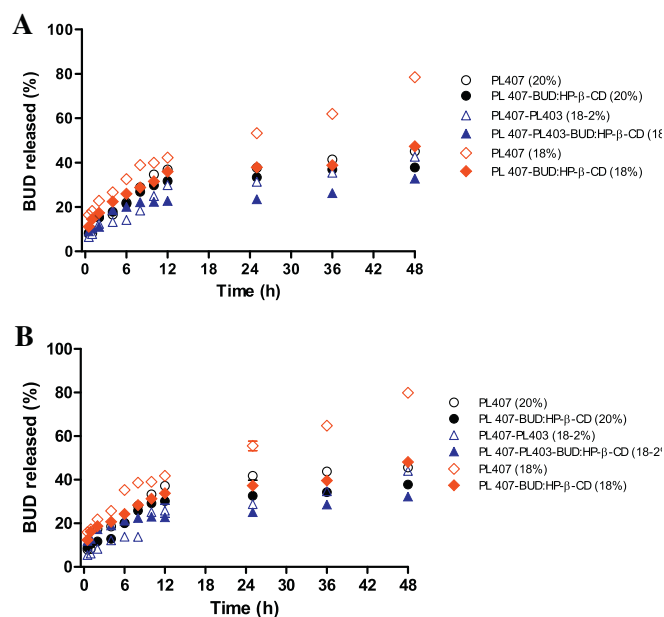 A
100
80
60
40
20
0
BUD released (%)
0 6 12 18 24 30 36 42 48
Time (h)
PL407 (20%)
PL 407-BUD:HP-β-CD (20%)
PL407-PL403 (18-2%)
PL 407-PL403-BUD:HP-β-CD (18
PL407 (18%)
PL 407-BUD:HP-β-CD (18%)
B
100
80
60
40
20
0
BUD released (%)
0 6 12 18 24 30 36 42 48
Time (h)
PL407 (20%)
PL 407-BUD:HP-β-CD (20%)
PL407-PL403 (18-2%)
PL 407-PL403-BUD:HP-β-CD (18-2%
PL407 (18%)
PL 407-BUD:HP-β-CD (18%)